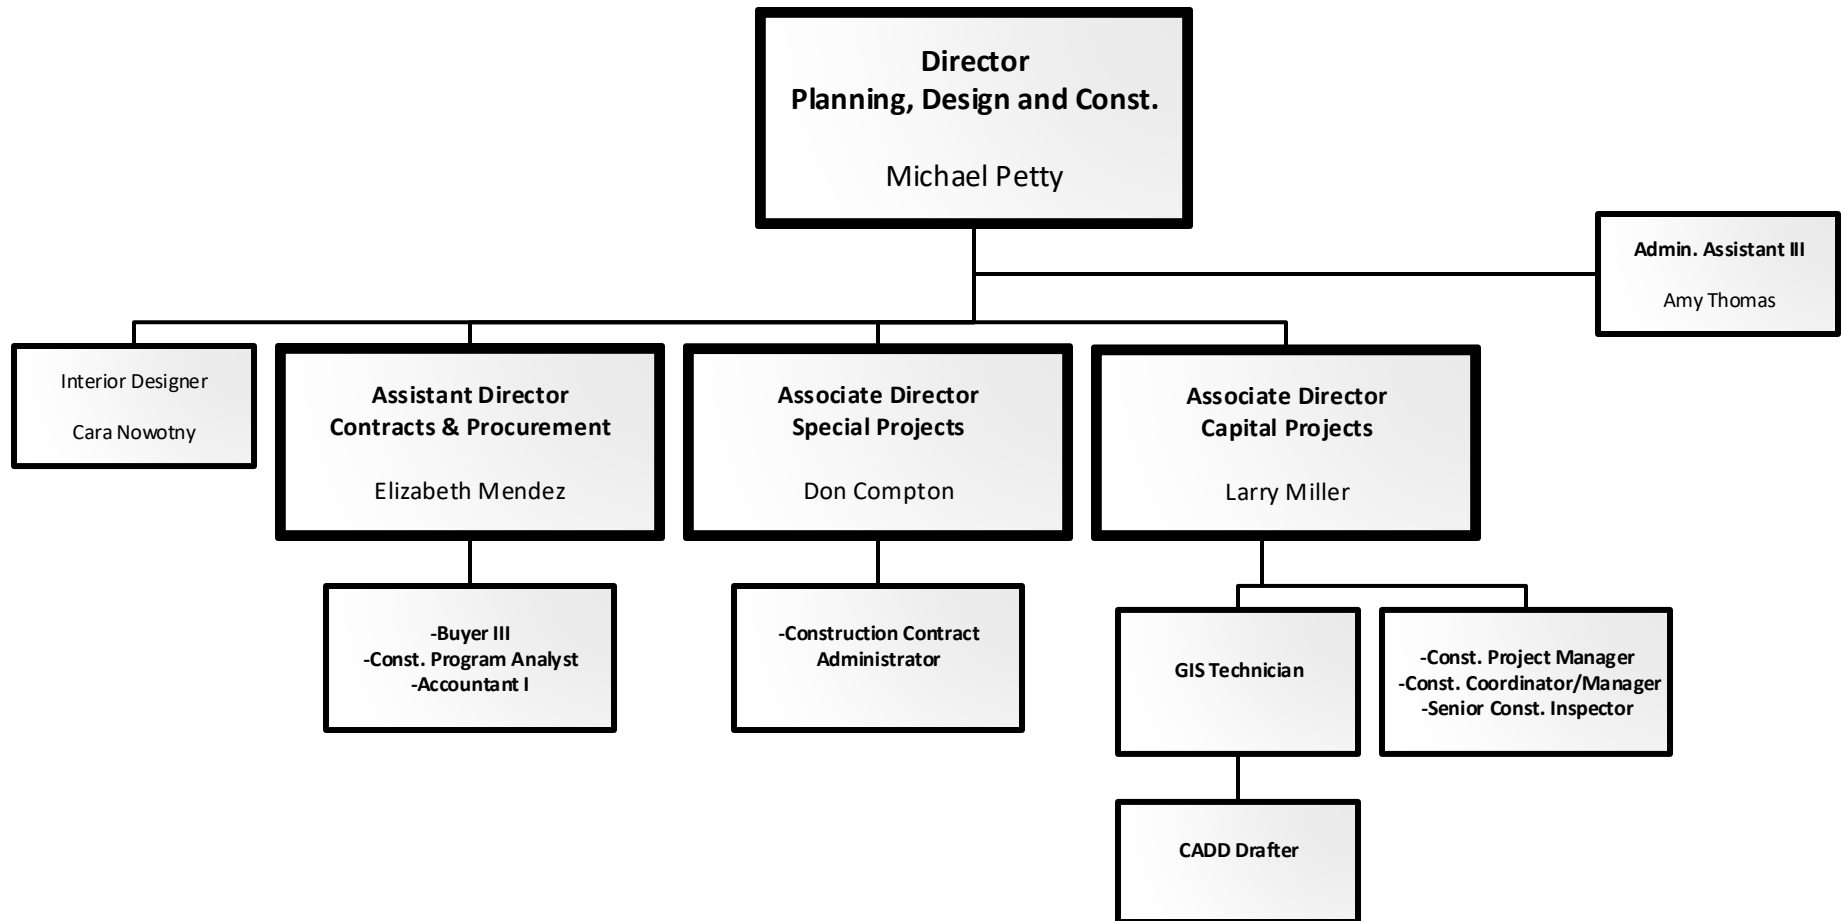 Director
Planning, Design and Const.
Michael Petty
Admin. Assistant III
Amy Thomas
Interior Designer
Cara Nowotny
Assistant Director
Contracts & Procurement
Elizabeth Mendez
Associate Director
Special Projects
Don Compton
Associate Director
Capital Projects
Larry Miller
-Buyer III
-Const. Program Analyst
-Accountant I
-Construction Contract
Administrator
GIS Technician
-Const. Project Manager
-Const. Coordinator/Manager
-Senior Const. Inspector
CADD Drafter